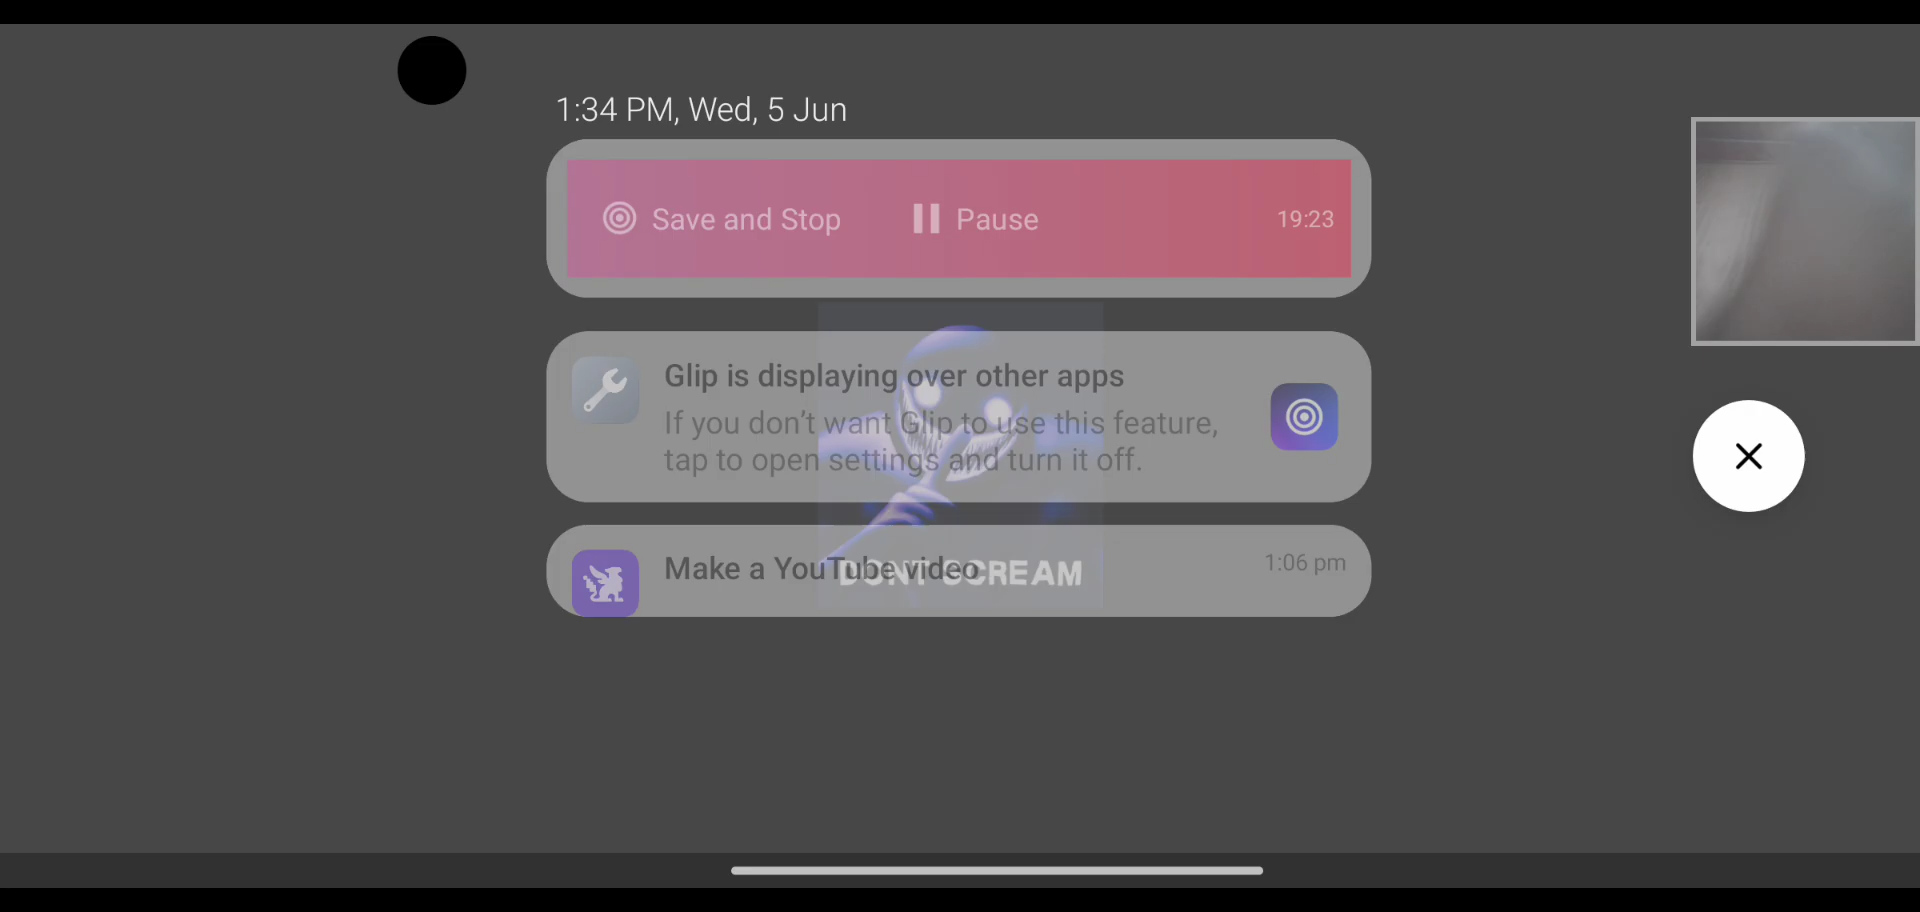 1:34 PM, Wed, 5 Jun
Save and Stop
Pause
19:23
Glip is displaying over other apps
If you don't want Glip to use this feature,
tap to open settings and turn it off.
Make a YouTube video
1:06 pm
DONT SCREAM